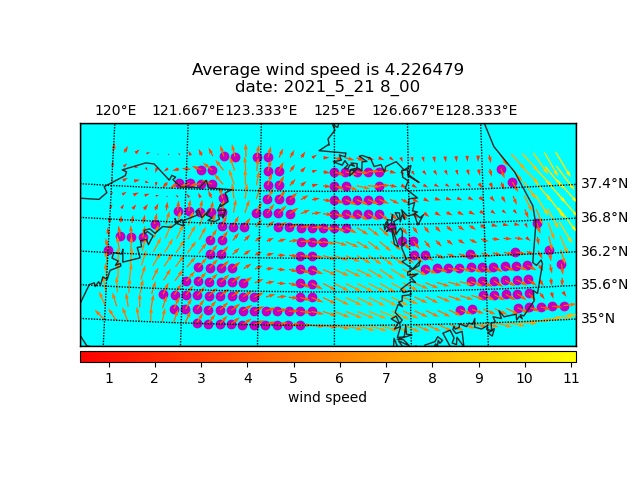 Average wind speed is 4.226479
date: 2021_5_21 8_00
120°E 121.667°E 123.333°E 125°E 126.667°E 128.333°E
37.4°N
36.8°N
36.2°N
35.6°N
35°N
1 2 3 4 5 6 7 8 9 10 11
wind speed